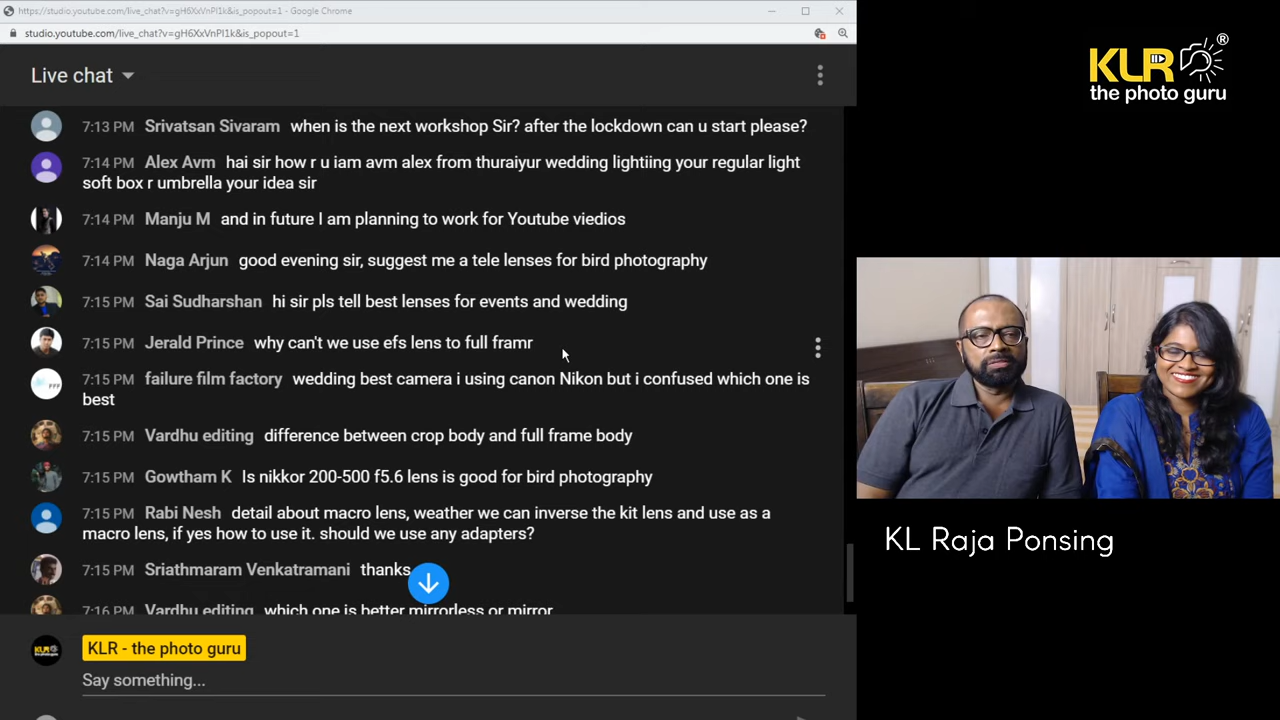 https://studio.youtube.com/live_chat?v=gH6XxVnPl1k&is_popout=1 - Google Chrome
studio.youtube.com/live_chat?v=gH6XxVnPl1k&is_popout=1
Live chat
7:13 PM Srivatsan Sivaram when is the next workshop Sir? after the lockdown can u start please?
7:14 PM Alex Avm hai sir how r u iam avm alex from thuraiyur wedding lightiing your regular light
soft box r umbrella your idea sir
7:14 PM Manju M and in future I am planning to work for Youtube viedios
7:14 PM Naga Arjun good evening sir, suggest me a tele lenses for bird photography
7:15 PM Sai Sudharshan hi sir pls tell best lenses for events and wedding
7:15 PM Jerald Prince why can't we use efs lens to full framr
7:15 PM failure film factory wedding best camera i using canon Nikon but i confused which one is
best
7:15 PM Vardhu editing difference between crop body and full frame body
7:15 PM Gowtham K Is nikkor 200-500 f5.6 lens is good for bird photography
7:15 PM Rabi Nesh detail about macro lens, weather we can inverse the kit lens and use as a
macro lens, if yes how to use it. should we use any adapters?
7:15 PM Sriathmaram Venkatramani thanks
7:16 PM Vardhu editing which one is better mirrorless or mirror
KLR - the photo guru
Say something...
KLR ®
the photo guru
KL Raja Ponsing